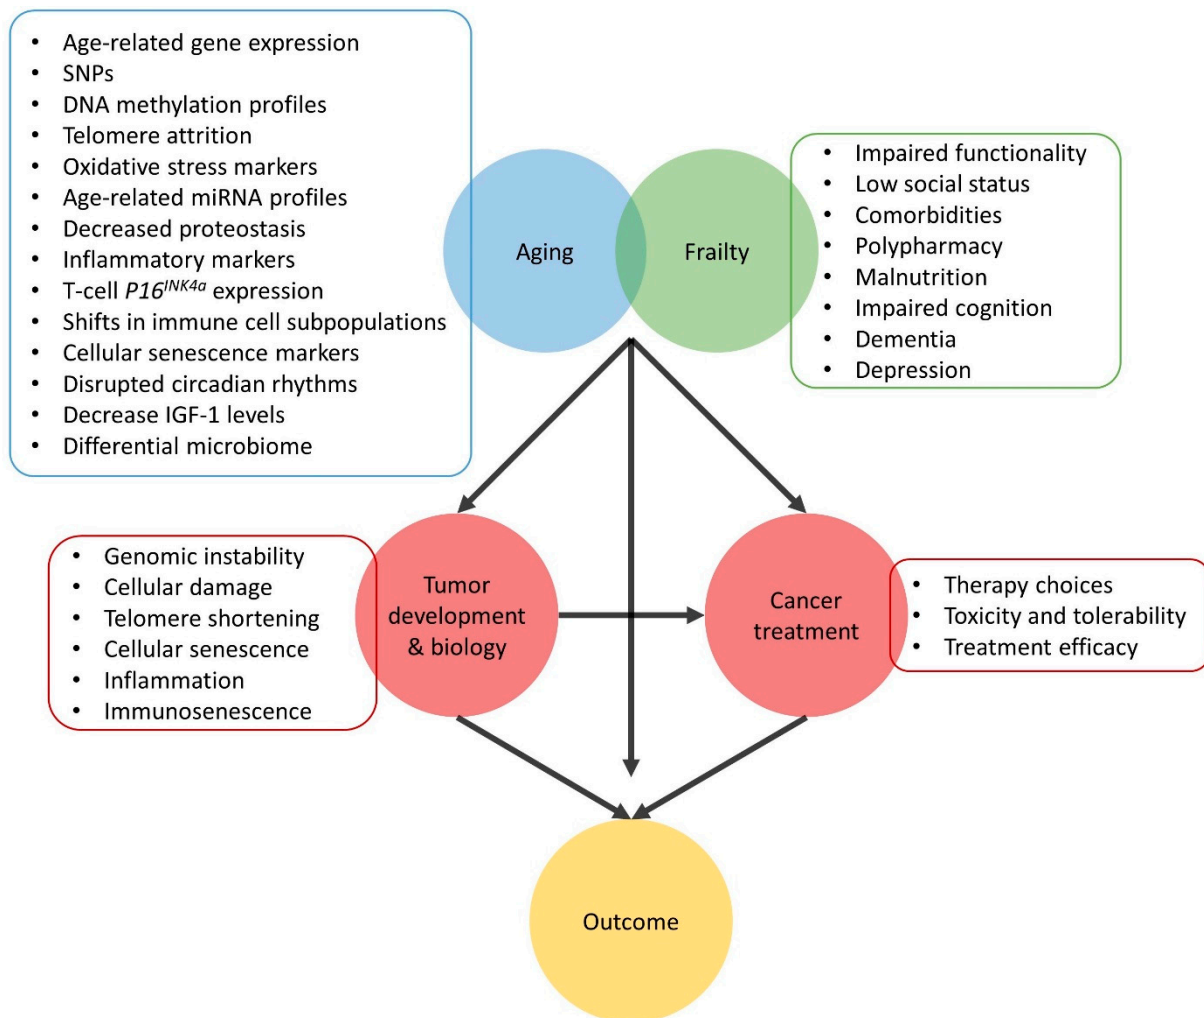 • Age-related gene expression
• SNPs
• DNA methylation profiles
• Telomere attrition
• Oxidative stress markers
• Age-related miRNA profiles
• Decreased proteostasis
• Inflammatory markers
• T-cell P16^INK4a expression
• Shifts in immune cell subpopulations
• Cellular senescence markers
• Disrupted circadian rhythms
• Decrease IGF-1 levels
• Differential microbiome
Aging
Frailty
• Impaired functionality
• Low social status
• Comorbidities
• Polypharmacy
• Malnutrition
• Impaired cognition
• Dementia
• Depression
• Genomic instability
• Cellular damage
• Telomere shortening
• Cellular senescence
• Inflammation
• Immunosenescence
Tumor
development
& biology
Cancer
treatment
• Therapy choices
• Toxicity and tolerability
• Treatment efficacy
Outcome